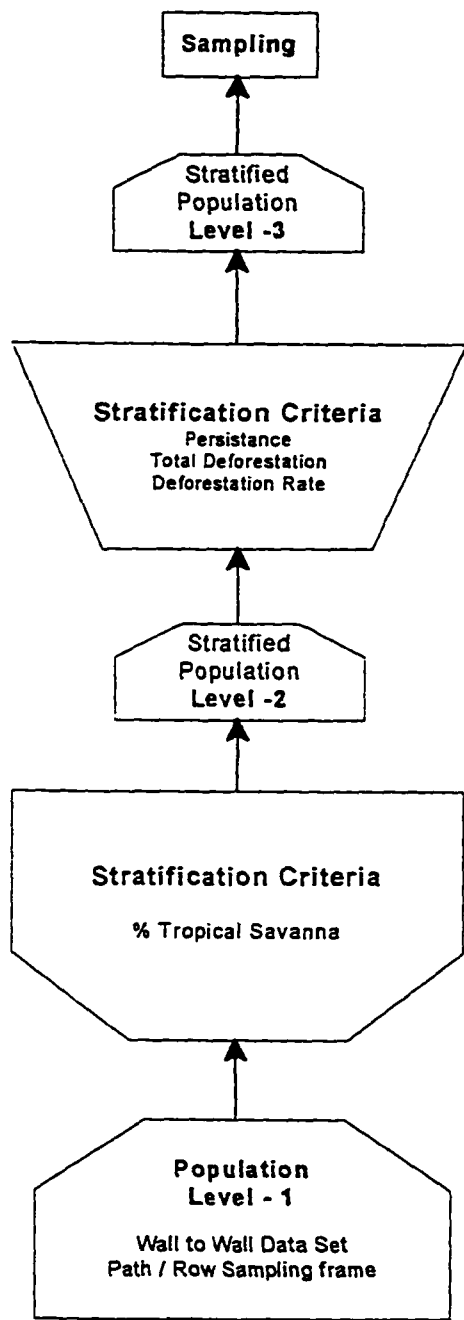 Sampling
Stratified
Population
Level -3
Stratification Criteria
Persistance
Total Deforestation
Deforestation Rate
Stratified
Population
Level -2
Stratification Criteria
% Tropical Savanna
Population
Level - 1
Wall to Wall Data Set
Path / Row Sampling frame